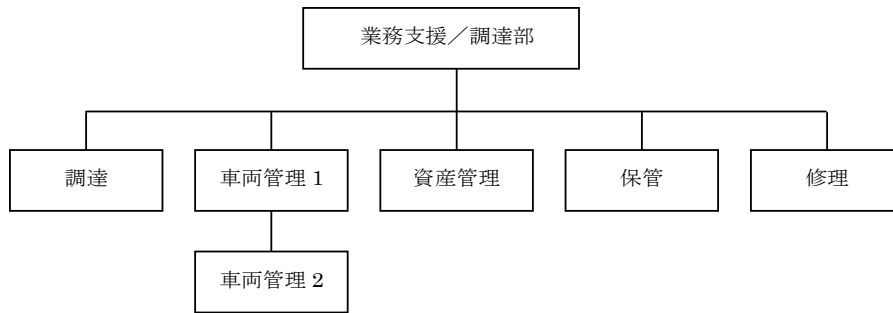 業務支援／調達部
調達
車両管理 1
資産管理
保管
修理
車両管理 2